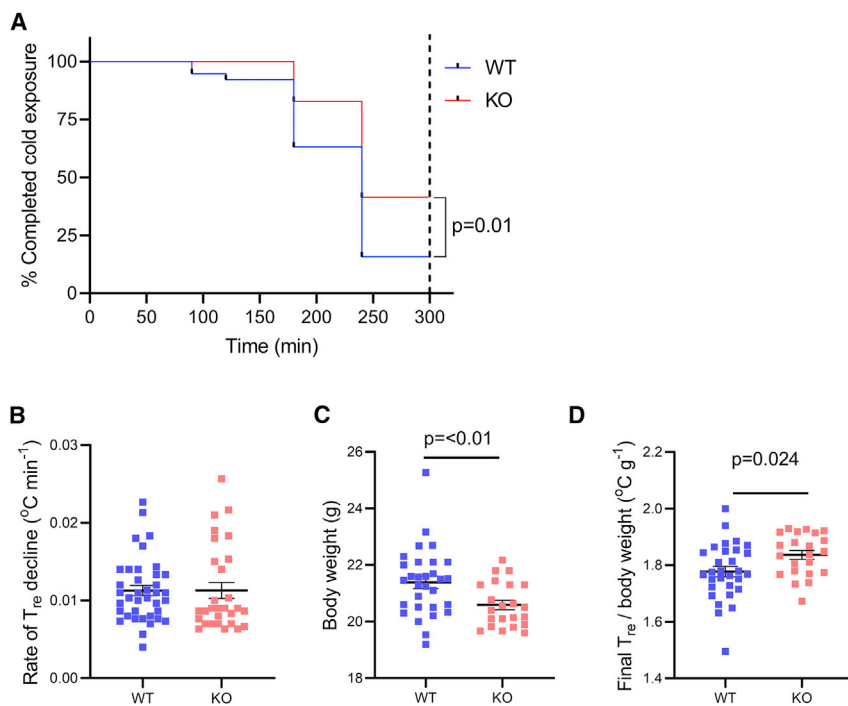 A
% Completed cold exposure
100
75
50
25
0
0 50 100 150 200 250 300
Time (min)
WT
KO
p=0.01
B
Rate of Tre decline (°C min⁻¹)
0.03
0.02
0.01
0.00
WT KO
C
Body weight (g)
26
24
22
20
18
p=<0.01
WT KO
D
Final Tre / body weight (°C g⁻¹)
2.2
2.0
1.8
1.6
1.4
p=0.024
WT KO